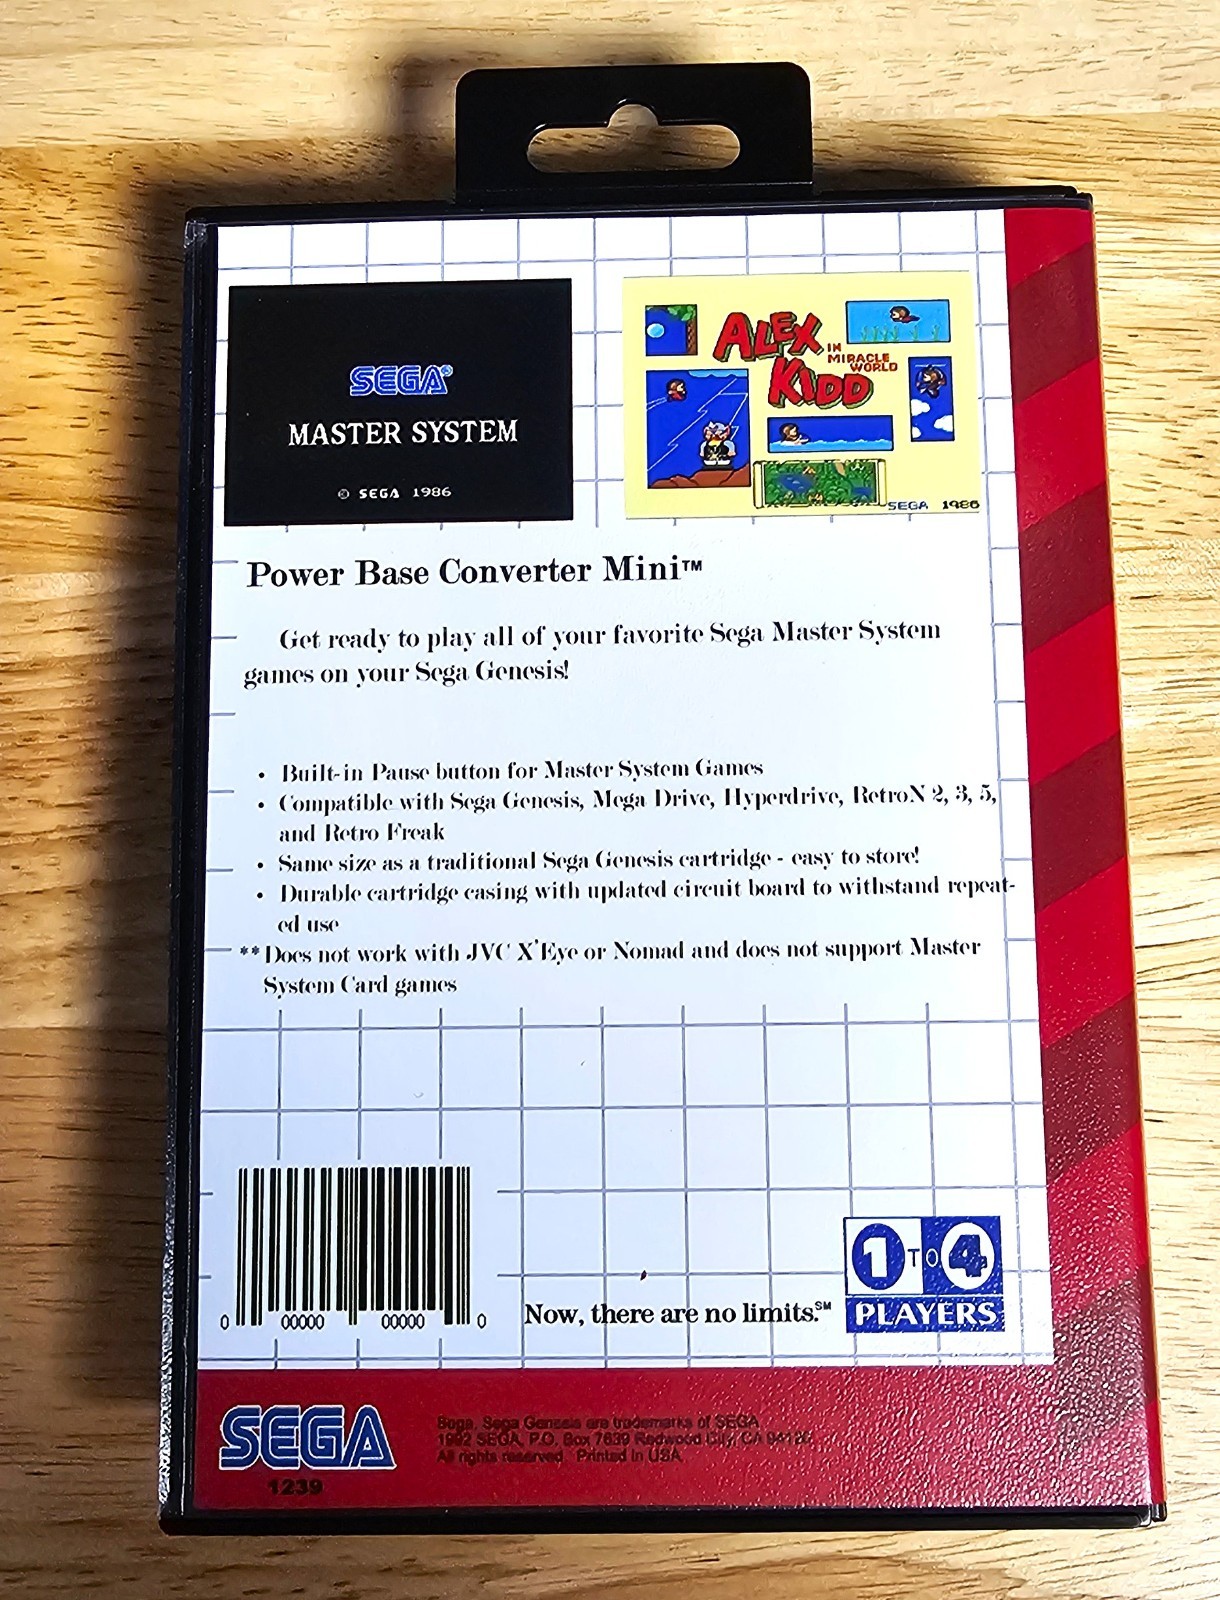 SEGA®
MASTER SYSTEM
© SEGA 1986
ALEX
KIDD
IN
MIRACLE
WORLD
SEGA 1986
Power Base Converter Mini™
Get ready to play all of your favorite Sega Master System
games on your Sega Genesis!
• Built-in Pause button for Master System Games
• Compatible with Sega Genesis, Mega Drive, Hyperdrive, RetroN 2, 3, 5,
and Retro Freak
• Same size as a traditional Sega Genesis cartridge - easy to store!
• Durable cartridge casing with updated circuit board to withstand repeat-
ed use
**Does not work with JVC X'Eye or Nomad and does not support Master
System Card games
0 00000 00000 0
Now, there are no limits.℠
1 TO 4
PLAYERS
SEGA
1239
Sega, Sega Genesis are trademarks of SEGA
1992 SEGA, P.O. Box 7639 Redwood City, CA
All rights reserved Printed in USA